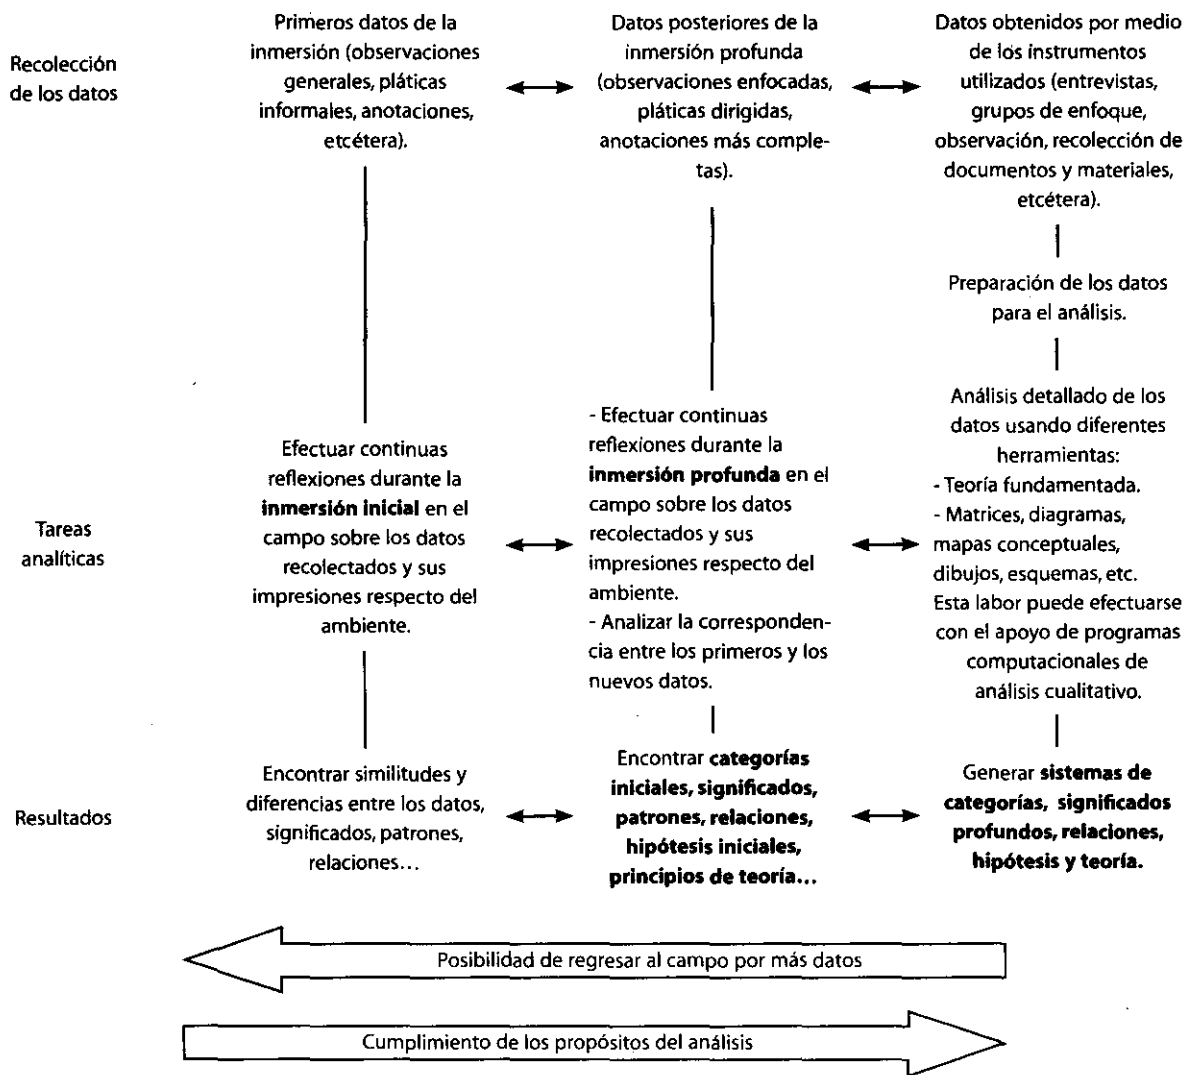 Recolección
de los datos
Primeros datos de la
inmersión (observaciones
generales, pláticas
informales, anotaciones,
etcétera).
Datos posteriores de la
inmersión profunda
(observaciones enfocadas,
pláticas dirigidas,
anotaciones más comple-
tas).
Datos obtenidos por medio
de los instrumentos
utilizados (entrevistas,
grupos de enfoque,
observación, recolección de
documentos y materiales,
etcétera).
Preparación de los datos
para el análisis.
Tareas
analíticas
Efectuar continuas
reflexiones durante la
inmersión inicial en el
campo sobre los datos
recolectados y sus
impresiones respecto del
ambiente.
- Efectuar continuas
reflexiones durante la
inmersión profunda en el
campo sobre los datos
recolectados y sus
impresiones respecto del
ambiente.
- Analizar la corresponden-
cia entre los primeros y los
nuevos datos.
Análisis detallado de los
datos usando diferentes
herramientas:
- Teoría fundamentada.
- Matrices, diagramas,
mapas conceptuales,
dibujos, esquemas, etc.
Esta labor puede efectuarse
con el apoyo de programas
computacionales de
análisis cualitativo.
Resultados
Encontrar similitudes y
diferencias entre los datos,
significados, patrones,
relaciones...
Encontrar categorías
iniciales, significados,
patrones, relaciones,
hipótesis iniciales,
principios de teoría...
Generar sistemas de
categorías, significados
profundos, relaciones,
hipótesis y teoría.
Posibilidad de regresar al campo por más datos
Cumplimiento de los propósitos del análisis